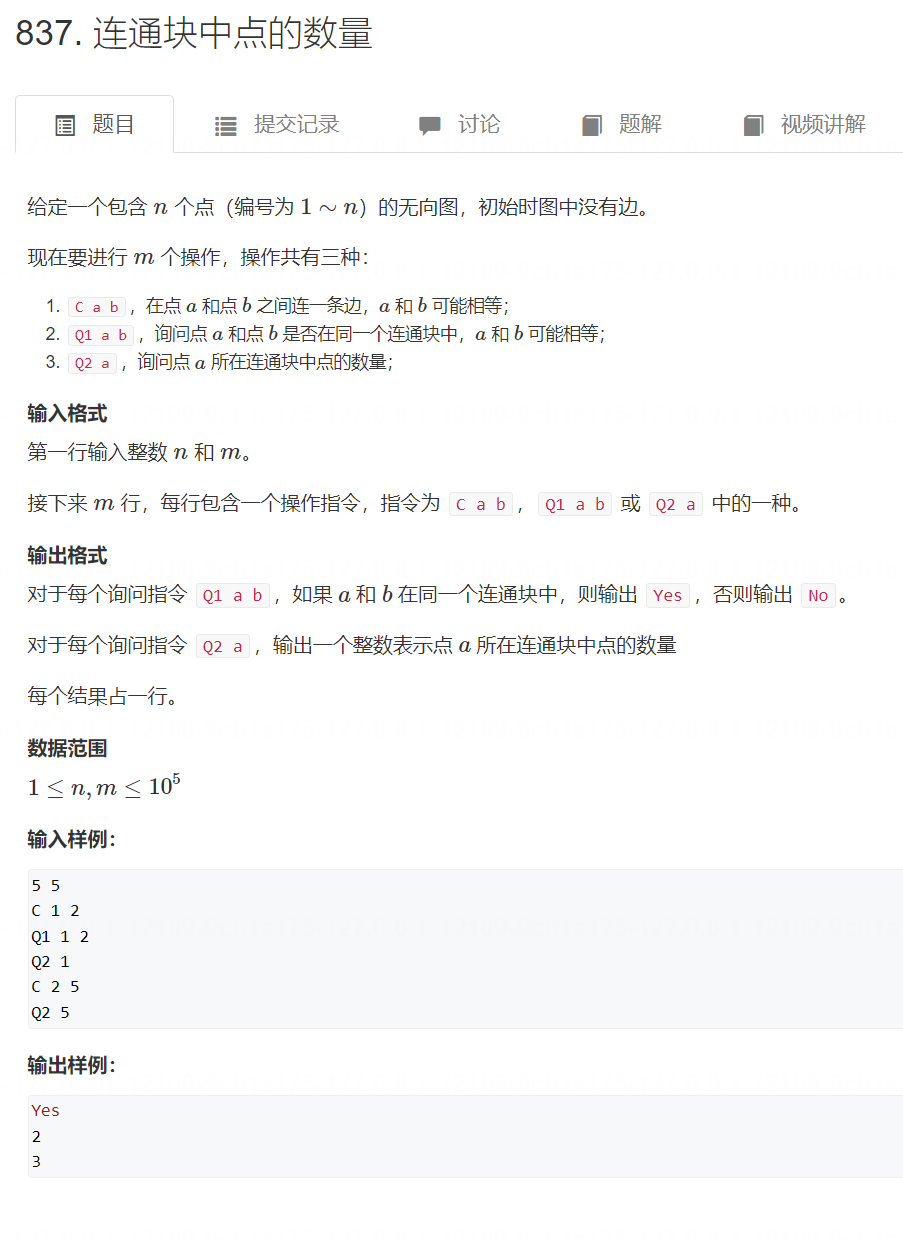 837. 连通块中点的数量
题目 提交记录 讨论 题解 视频讲解
给定一个包含 n 个点（编号为 1 ∼ n）的无向图，初始时图中没有边。
现在要进行 m 个操作，操作共有三种：
1. C a b，在点 a 和点 b 之间连一条边，a 和 b 可能相等；
2. Q1 a b，询问点 a 和点 b 是否在同一个连通块中，a 和 b 可能相等；
3. Q2 a，询问点 a 所在连通块中点的数量；
输入格式
第一行输入整数 n 和 m。
接下来 m 行，每行包含一个操作指令，指令为 C a b，Q1 a b 或 Q2 a 中的一种。
输出格式
对于每个询问指令 Q1 a b，如果 a 和 b 在同一个连通块中，则输出 Yes，否则输出 No。
对于每个询问指令 Q2 a，输出一个整数表示点 a 所在连通块中点的数量
每个结果占一行。
数据范围
1 ≤ n, m ≤ 10⁵
输入样例：
5 5
C 1 2
Q1 1 2
Q2 1
C 2 5
Q2 5
输出样例：
Yes
2
3